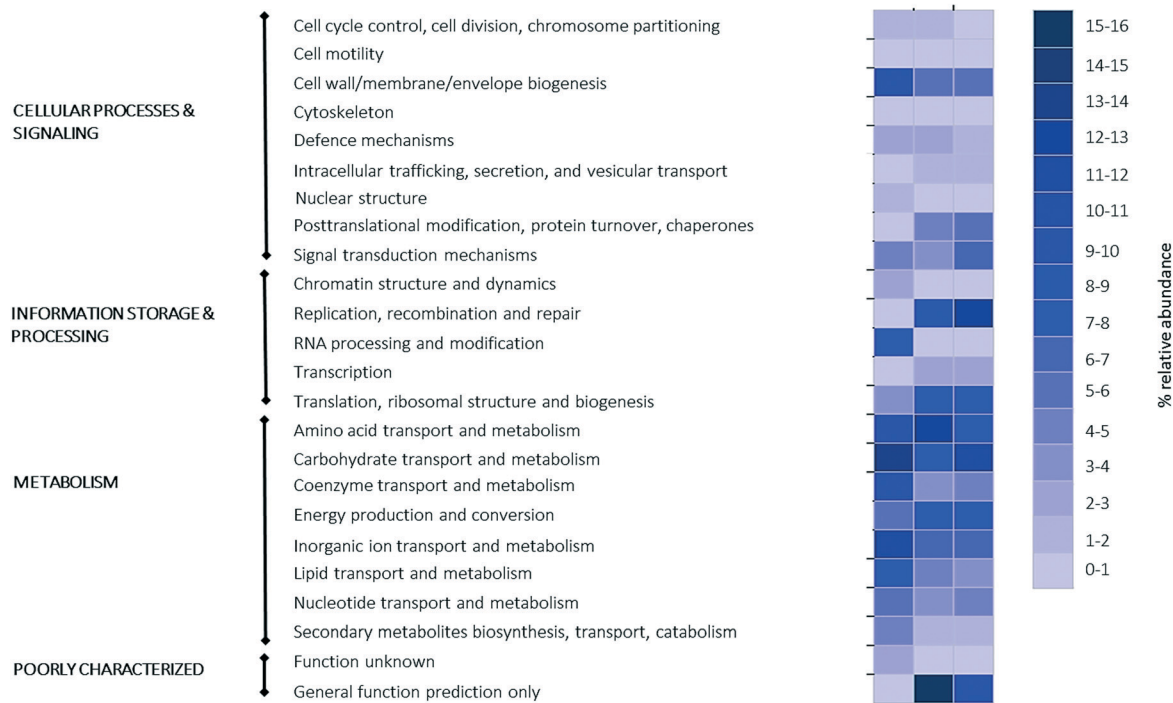 Cell cycle control, cell division, chromosome partitioning
Cell motility
Cell wall/membrane/envelope biogenesis
CELLULAR PROCESSES &
SIGNALING
Cytoskeleton
Defence mechanisms
Intracellular trafficking, secretion, and vesicular transport
Nuclear structure
Posttranslational modification, protein turnover, chaperones
Signal transduction mechanisms
Chromatin structure and dynamics
INFORMATION STORAGE &
PROCESSING
Replication, recombination and repair
RNA processing and modification
Transcription
Translation, ribosomal structure and biogenesis
Amino acid transport and metabolism
Carbohydrate transport and metabolism
METABOLISM
Coenzyme transport and metabolism
Energy production and conversion
Inorganic ion transport and metabolism
Lipid transport and metabolism
Nucleotide transport and metabolism
Secondary metabolites biosynthesis, transport, catabolism
POORLY CHARACTERIZED
Function unknown
General function prediction only
15-16
14-15
13-14
12-13
11-12
10-11
9-10
8-9
7-8
6-7
5-6
4-5
3-4
2-3
1-2
0-1
% relative abundance